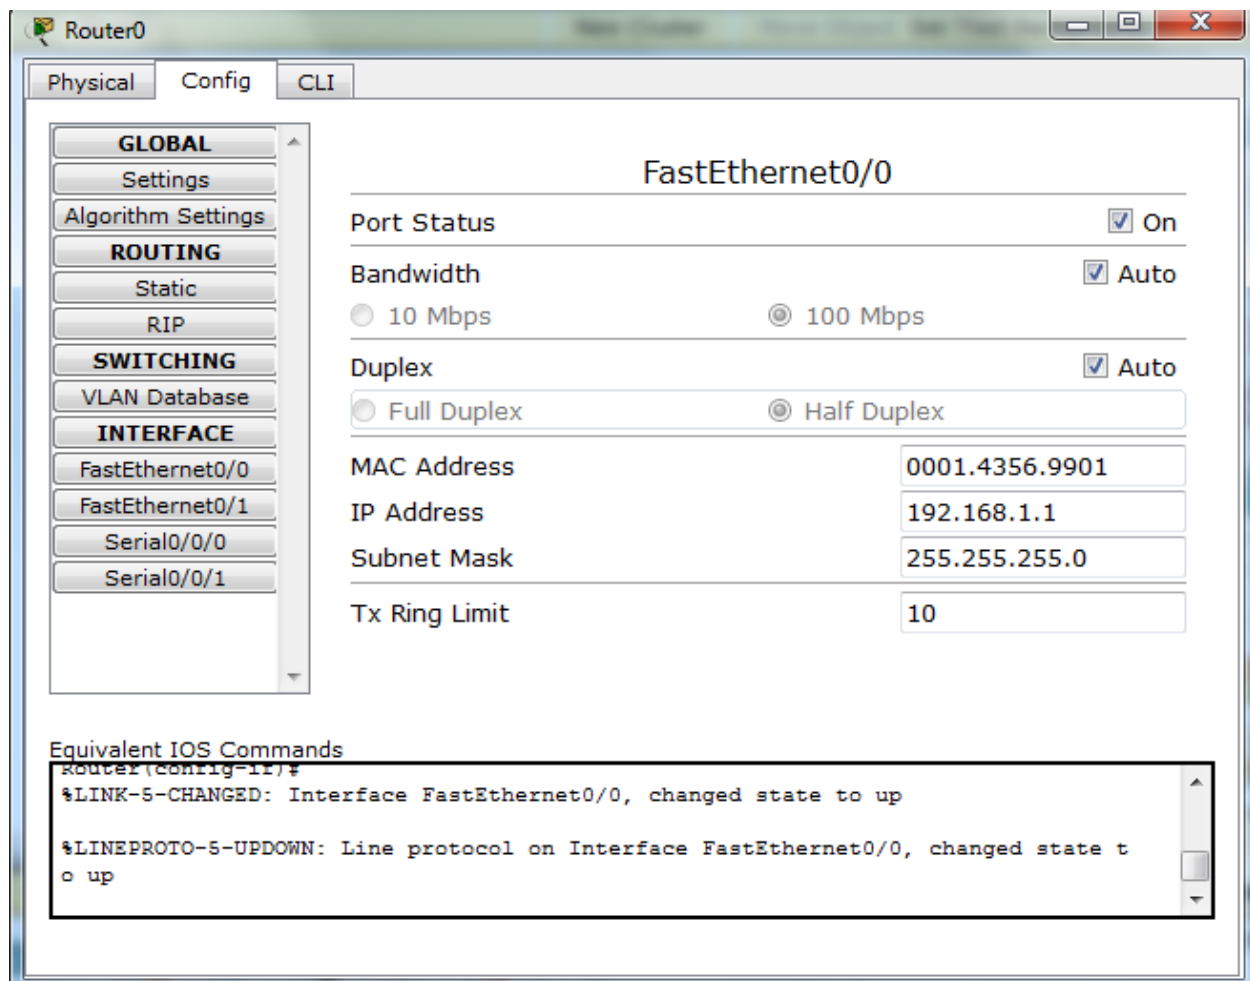 Router0
Physical Config CLI
GLOBAL
Settings
Algorithm Settings
ROUTING
Static
RIP
SWITCHING
VLAN Database
INTERFACE
FastEthernet0/0
FastEthernet0/1
Serial0/0/0
Serial0/0/1
FastEthernet0/0
Port Status On
Bandwidth Auto
10 Mbps 100 Mbps
Duplex Auto
Full Duplex Half Duplex
MAC Address 0001.4356.9901
IP Address 192.168.1.1
Subnet Mask 255.255.255.0
Tx Ring Limit 10
Equivalent IOS Commands
Router(config-if)#
%LINK-5-CHANGED: Interface FastEthernet0/0, changed state to up
%LINEPROTO-5-UPDOWN: Line protocol on Interface FastEthernet0/0, changed state t
o up